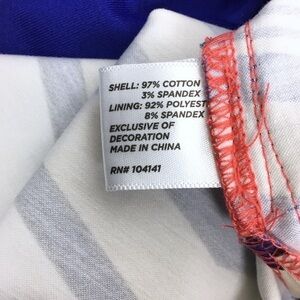 SHELL: 97% COTTON
3% SPANDEX
LINING: 92% POLYEST
8% SPANDEX
EXCLUSIVE OF
DECORATION
MADE IN CHINA
RN# 104141